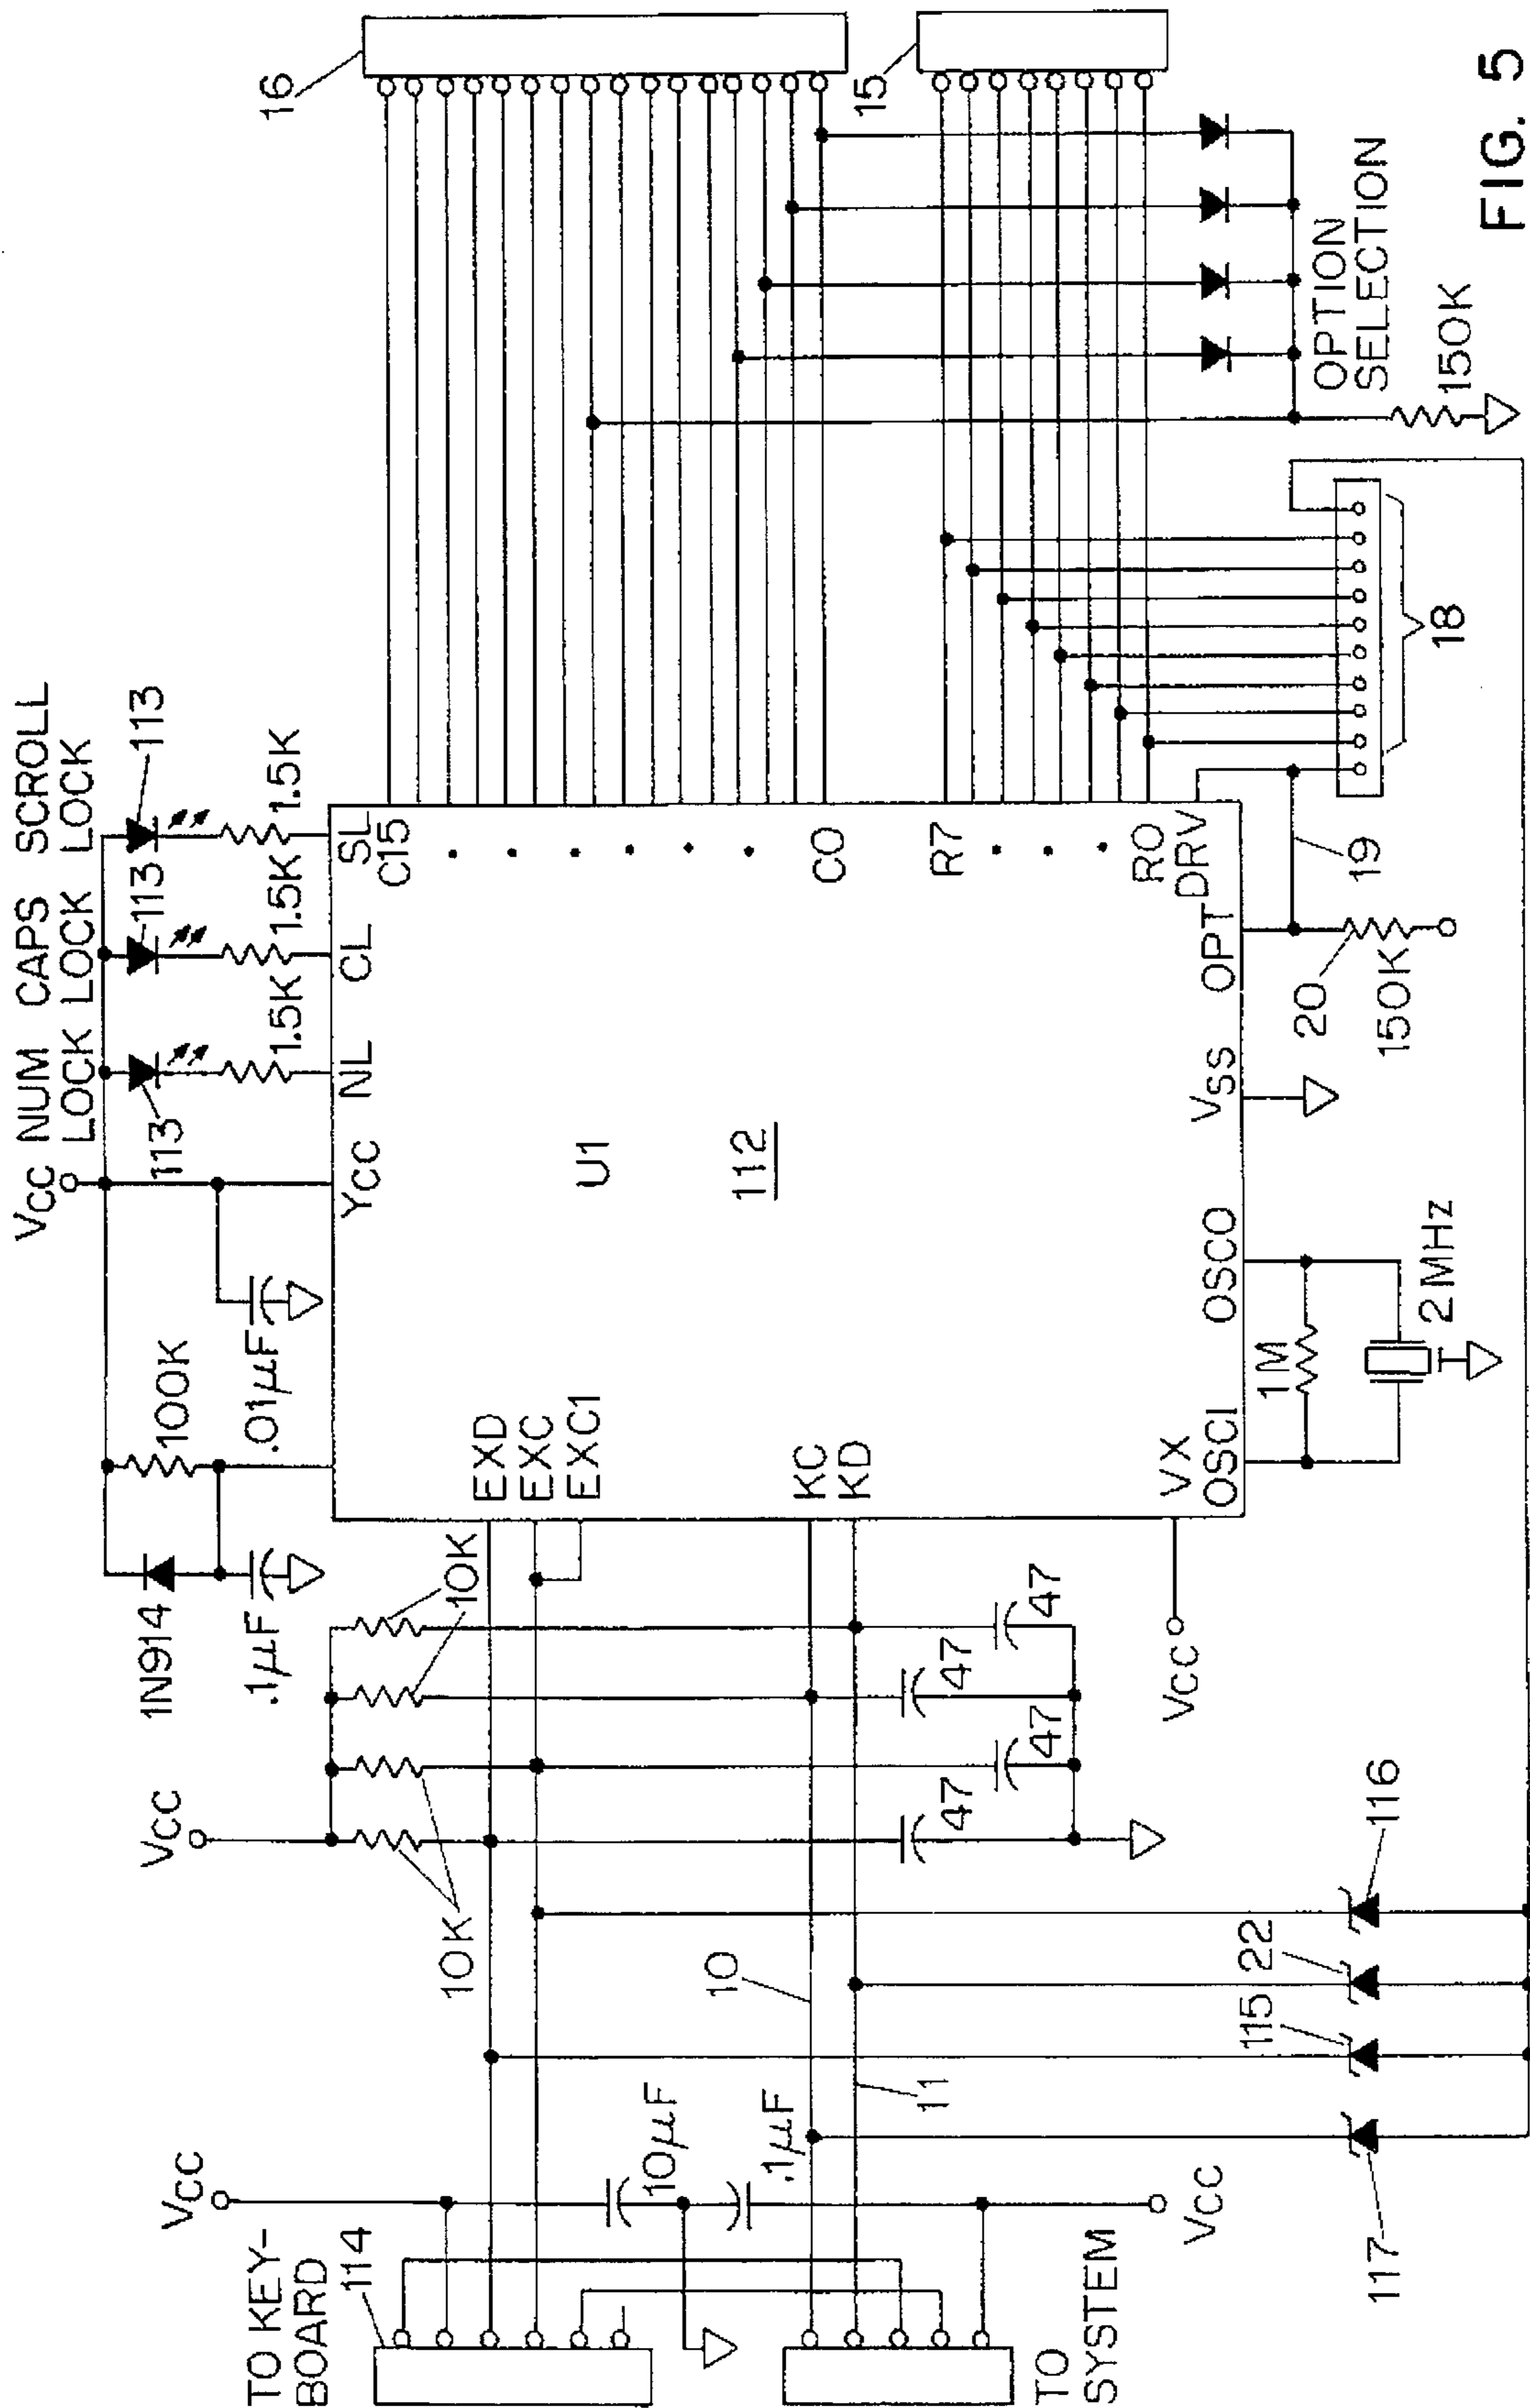 VCC
NUM LOCK
CAPS LOCK
SCROLL LOCK
113
113
113
1.5K
1.5K
1.5K
1N914
.1µF
100K
.01µF
16
15
VCC
10K
10K
47
47
47
47
YCC
NL
CL
SL
C15
CO
R7
RO
DRV
OPT
VSS
OSCO
OSCI
VX
EXD
EXC
EXC1
KC
KD
U1
112
VCC
1M
2MHz
20
150K
19
18
OPTION
SELECTION
150K
TO KEY-
BOARD
114
VCC
10µF
.1µF
VCC
TO
SYSTEM
10
11
117
115
22
116
FIG. 5